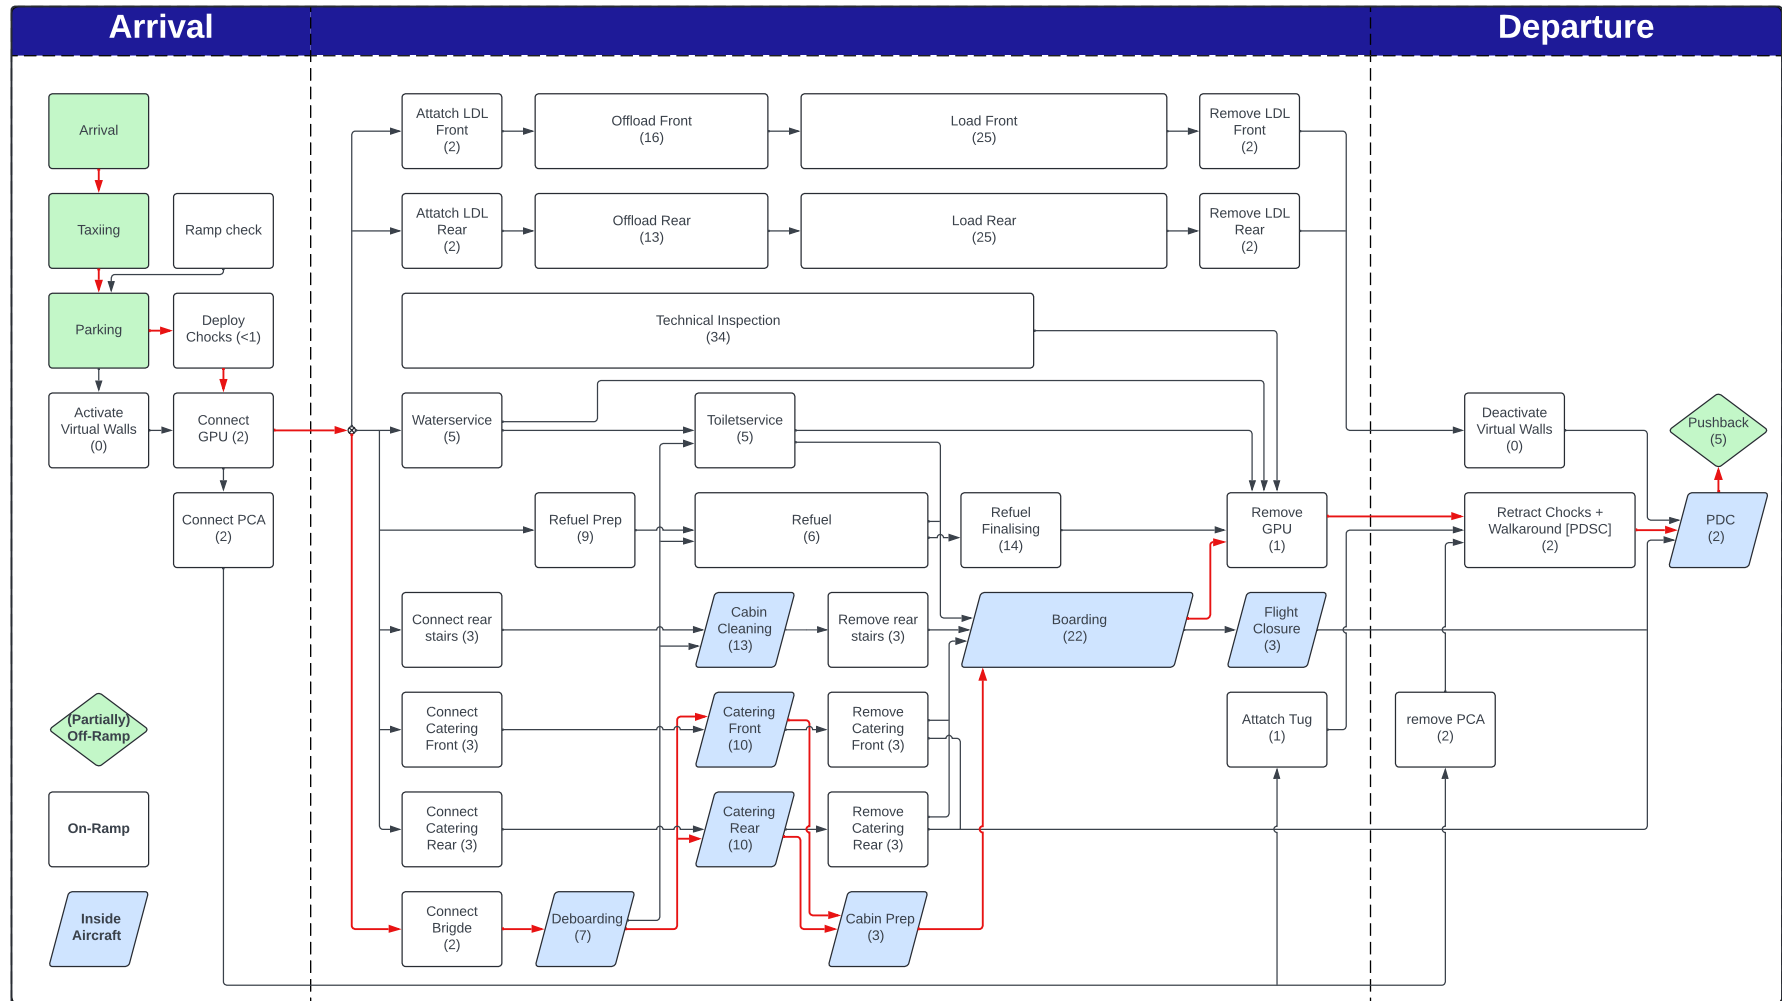 Arrival
Departure
Arrival
Attatch LDL
Front
(2)
Offload Front
(16)
Load Front
(25)
Remove LDL
Front
(2)
Taxiing
Ramp check
Attatch LDL
Rear
(2)
Offload Rear
(13)
Load Rear
(25)
Remove LDL
Rear
(2)
Parking
Deploy
Chocks (<1)
Technical Inspection
(34)
Activate
Virtual Walls
(0)
Connect
GPU (2)
Waterservice
(5)
Toiletservice
(5)
Deactivate
Virtual Walls
(0)
Pushback
(5)
Connect PCA
(2)
Refuel Prep
(9)
Refuel
(6)
Refuel
Finalising
(14)
Remove
GPU
(1)
Retract Chocks +
Walkaround [PDSC]
(2)
PDC
(2)
Connect rear
stairs (3)
Cabin
Cleaning
(13)
Remove rear
stairs (3)
Boarding
(22)
Flight
Closure
(3)
(Partially)
Off-Ramp
Connect
Catering
Front (3)
Catering
Front
(10)
Remove
Catering
Front (3)
Attatch Tug
(1)
remove PCA
(2)
On-Ramp
Connect
Catering
Rear (3)
Catering
Rear
(10)
Remove
Catering
Rear (3)
Inside
Aircraft
Connect
Brigde
(2)
Deboarding
(7)
Cabin Prep
(3)